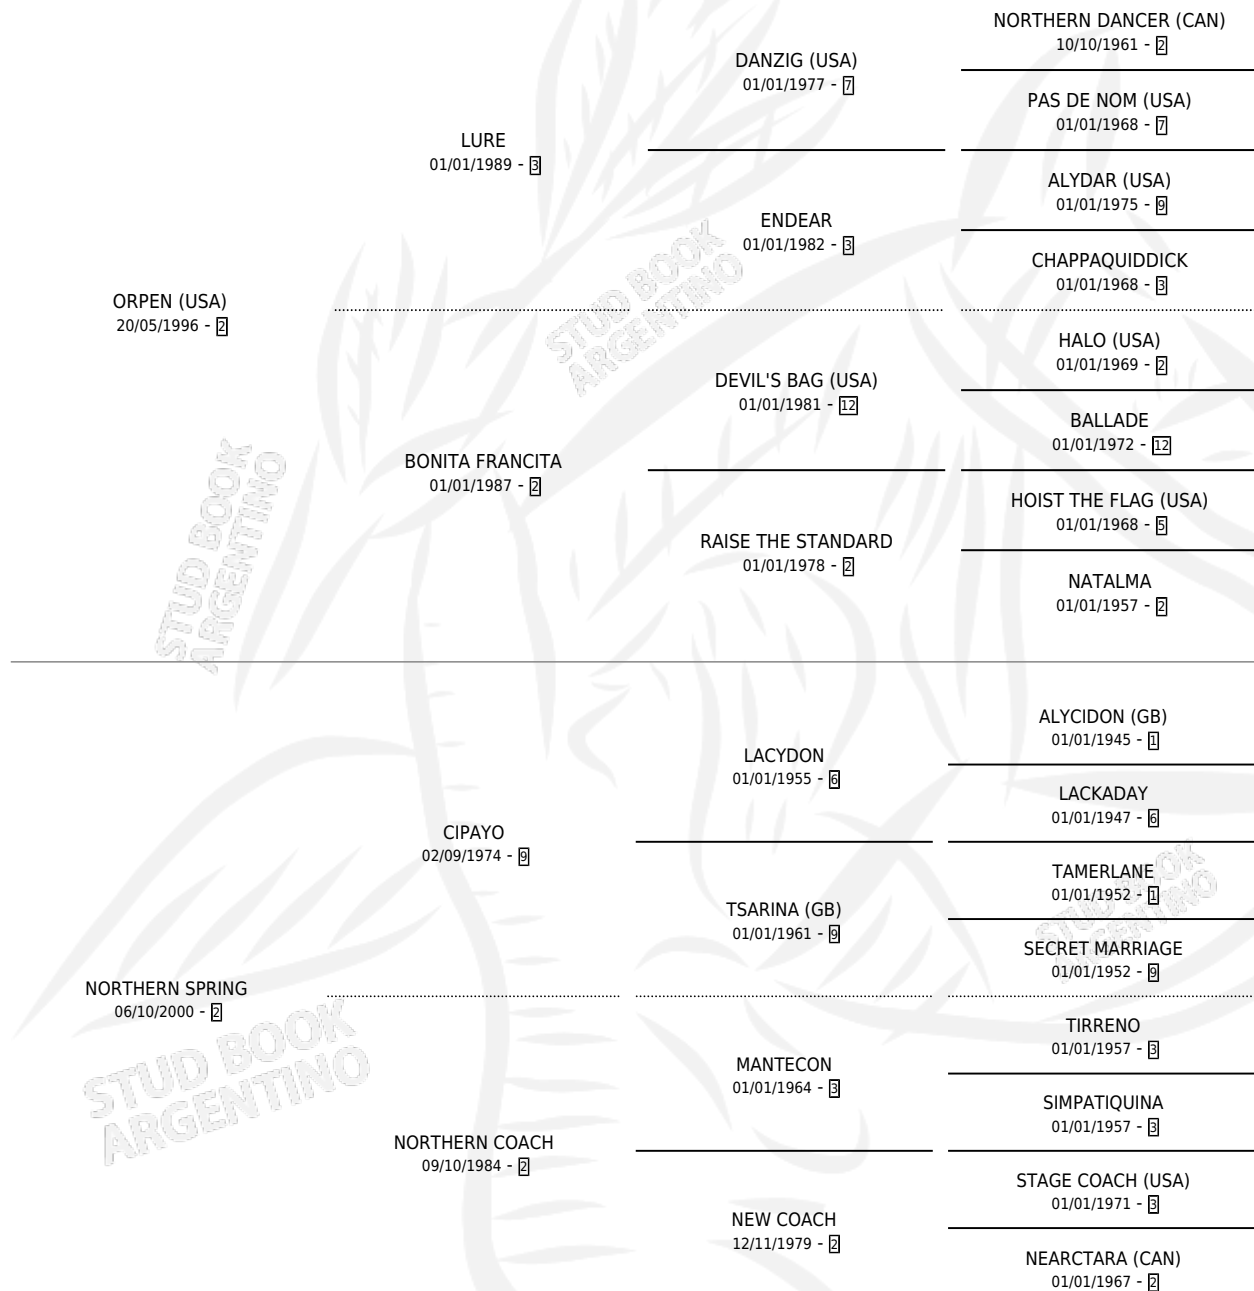 NORTHERN DANCER (CAN)
10/10/1961 - 2
DANZIG (USA)
01/01/1977 - 7
PAS DE NOM (USA)
01/01/1968 - 7
LURE
01/01/1989 - 3
ALYDAR (USA)
01/01/1975 - 9
ENDEAR
01/01/1982 - 3
CHAPPAQUIDDICK
01/01/1968 - 3
ORPEN (USA)
20/05/1996 - 2
HALO (USA)
01/01/1969 - 2
DEVIL'S BAG (USA)
01/01/1981 - 12
BALLADE
01/01/1972 - 12
BONITA FRANCITA
01/01/1987 - 2
HOIST THE FLAG (USA)
01/01/1968 - 5
RAISE THE STANDARD
01/01/1978 - 2
NATALMA
01/01/1957 - 2
STUD BOOK
ARGENTINO
STUD BOOK
ARGENTINO
ALYCIDON (GB)
01/01/1945 - 1
LACYDON
01/01/1955 - 6
LACKADAY
01/01/1947 - 6
CIPAYO
02/09/1974 - 9
TAMERLANE
01/01/1952 - 1
TSARINA (GB)
01/01/1961 - 9
SECRET MARRIAGE
01/01/1952 - 9
NORTHERN SPRING
06/10/2000 - 2
TIRRENO
01/01/1957 - 3
MANTECON
01/01/1964 - 3
SIMPATIQUINA
01/01/1957 - 3
NORTHERN COACH
09/10/1984 - 2
STAGE COACH (USA)
01/01/1971 - 3
NEW COACH
12/11/1979 - 2
NEARCTARA (CAN)
01/01/1967 - 2
STUD BOOK
ARGENTINO
STUD BOOK
ARGENTINO